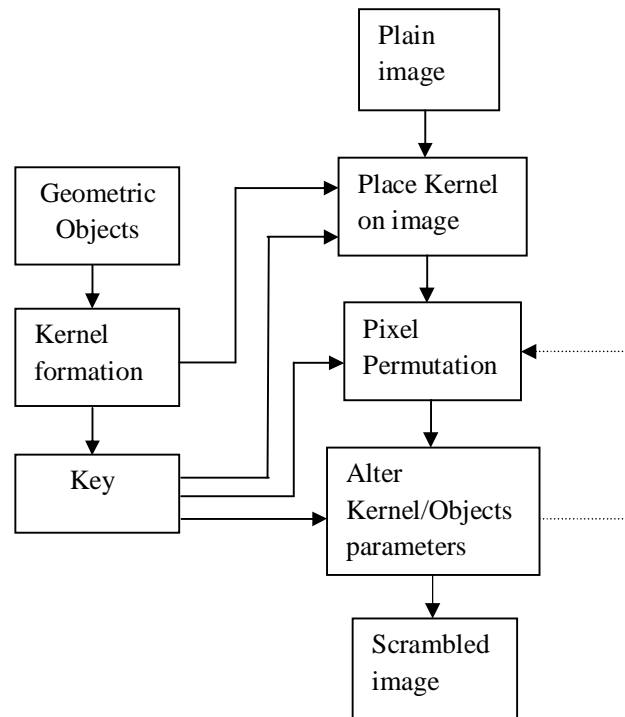 Plain
image
Geometric
Objects
Place Kernel
on image
Kernel
formation
Pixel
Permutation
Key
Alter
Kernel/Objects
parameters
Scrambled
image